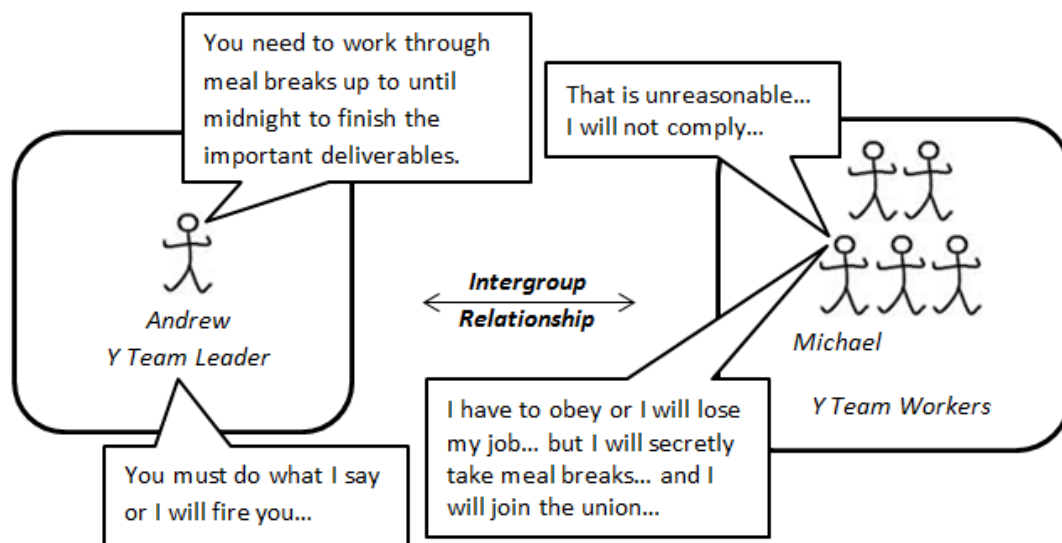 You need to work through
meal breaks up to until
midnight to finish the
important deliverables.
That is unreasonable...
I will not comply...
Andrew
Y Team Leader
Intergroup
Relationship
Michael
Y Team Workers
You must do what I say
or I will fire you...
I have to obey or I will lose
my job... but I will secretly
take meal breaks... and I
will join the union...